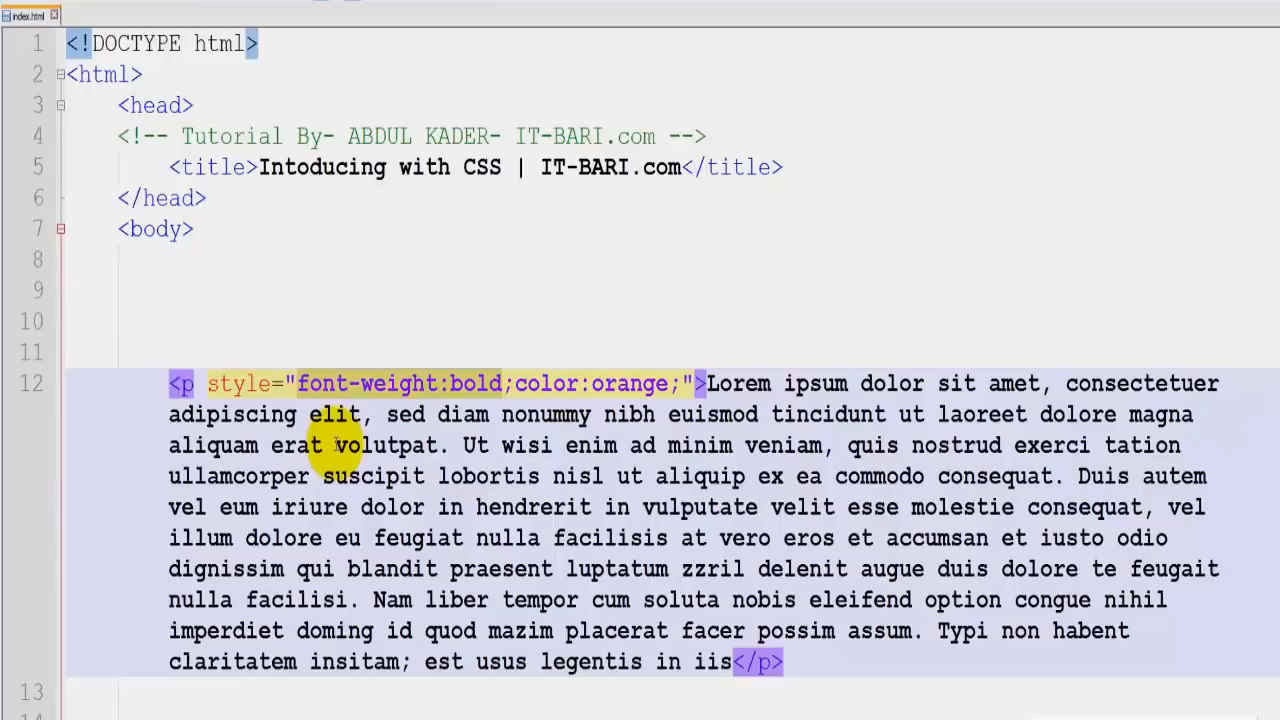 index.html
1 <!DOCTYPE html>
2 <html>
3 <head>
4 <!-- Tutorial By- ABDUL KADER- IT-BARI.com -->
5 <title>Intoducing with CSS | IT-BARI.com</title>
6 </head>
7 <body>
8
9
10
11
12 <p style="font-weight:bold;color:orange;">Lorem ipsum dolor sit amet, consectetuer
adipiscing elit, sed diam nonummy nibh euismod tincidunt ut laoreet dolore magna
aliquam erat volutpat. Ut wisi enim ad minim veniam, quis nostrud exerci tation
ullamcorper suscipit lobortis nisl ut aliquip ex ea commodo consequat. Duis autem
vel eum iriure dolor in hendrerit in vulputate velit esse molestie consequat, vel
illum dolore eu feugiat nulla facilisis at vero eros et accumsan et iusto odio
dignissim qui blandit praesent luptatum zzril delenit augue duis dolore te feugait
nulla facilisi. Nam liber tempor cum soluta nobis eleifend option congue nihil
imperdiet doming id quod mazim placerat facer possim assum. Typi non habent
claritatem insitam; est usus legentis in iis</p>
13